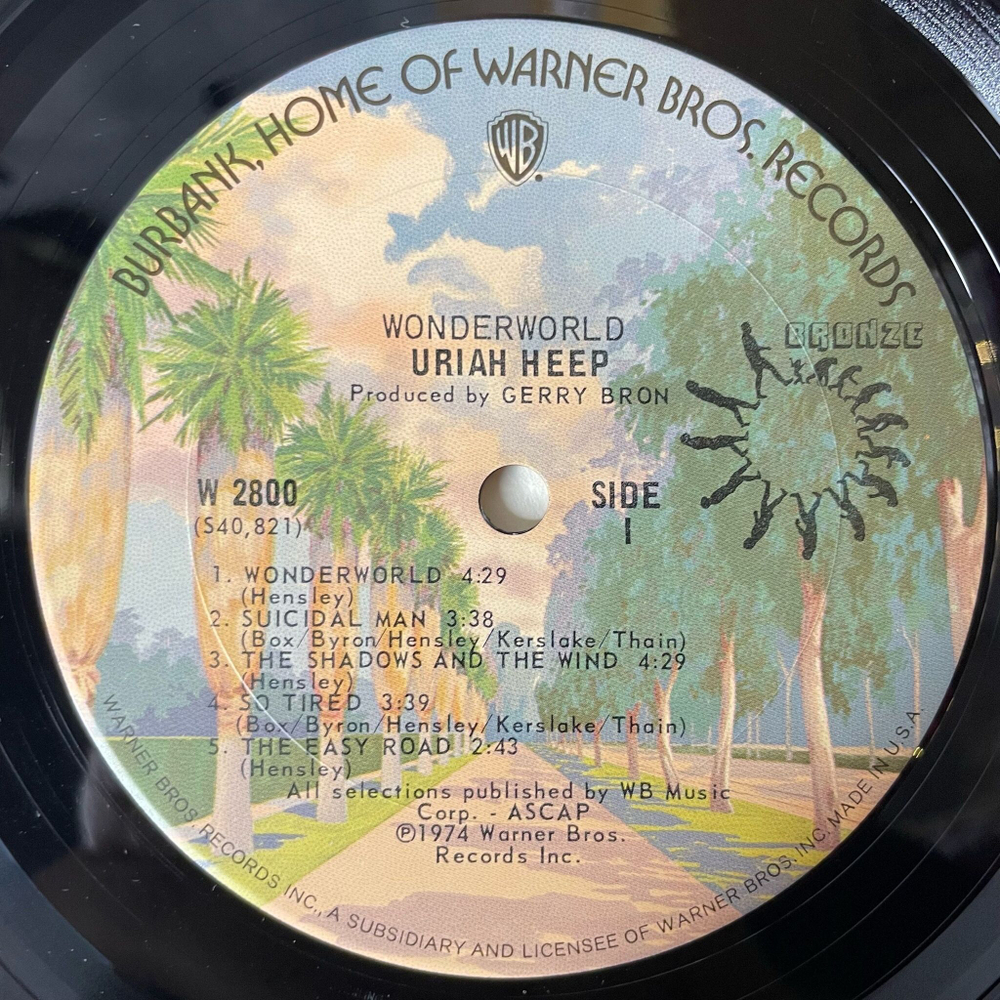 BURBANK, HOME OF WARNER BROS. RECORDS
WB
BRONZE
WONDERWORLD
URIAH HEEP
Produced by GERRY BRON
W 2800
(S40,821)
SIDE
1
1. WONDERWORLD 4:29
(Hensley)
2. SUICIDAL MAN 3:38
(Box/Byron/Hensley/Kerslake/Thain)
3. THE SHADOWS AND THE WIND 4:29
(Hensley)
4. SO TIRED 3:39
(Box/Byron/Hensley/Kerslake/Thain)
5. THE EASY ROAD 2:43
(Hensley)
All selections published by WB Music
Corp. - ASCAP
℗1974 Warner Bros.
Records Inc.
WARNER BROS. RECORDS INC., A SUBSIDIARY AND LICENSEE OF WARNER BROS. INC. MADE IN U.S.A.